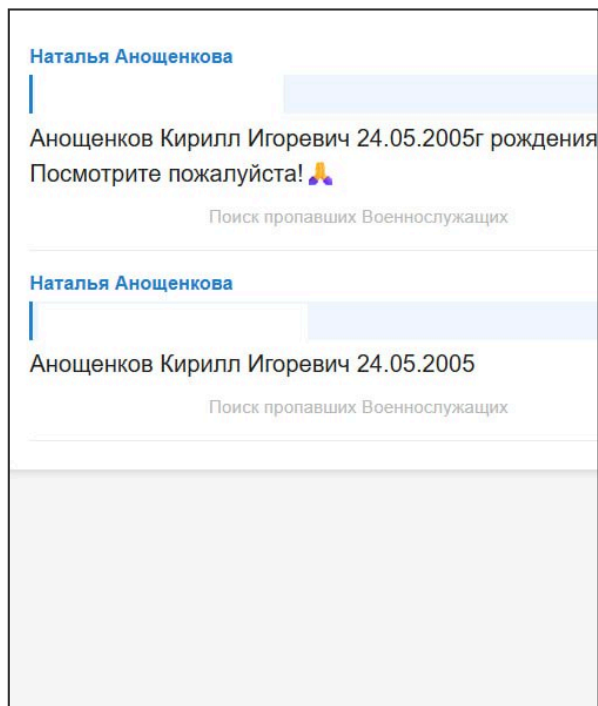 Наталья Анощенкова
Анощенков Кирилл Игоревич 24.05.2005г рождения
Посмотрите пожалуйста!🙏
Поиск пропавших Военнослужащих
Наталья Анощенкова
Анощенков Кирилл Игоревич 24.05.2005
Поиск пропавших Военнослужащих